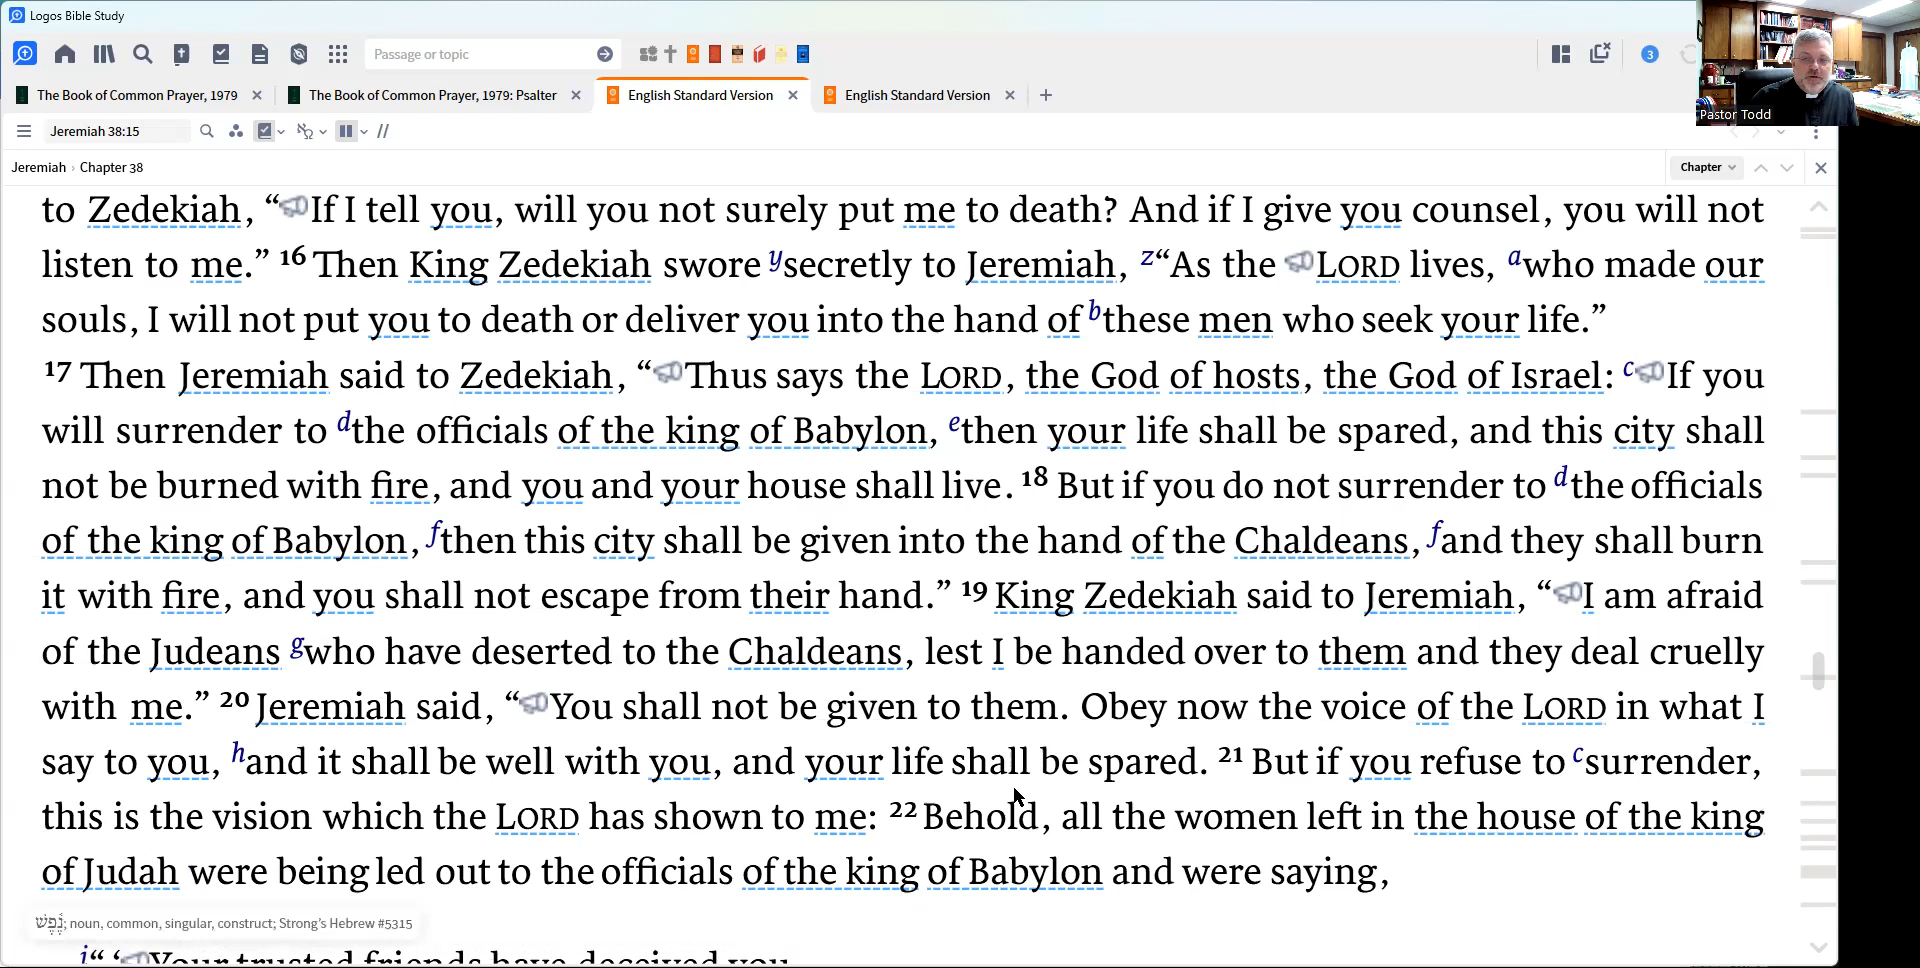 Logos Bible Study
Passage or topic
3
The Book of Common Prayer, 1979
The Book of Common Prayer, 1979: Psalter
English Standard Version
English Standard Version
Pastor Todd
Jeremiah 38:15
Jeremiah › Chapter 38
Chapter
to Zedekiah, “If I tell you, will you not surely put me to death? And if I give you counsel, you will not
listen to me.” 16 Then King Zedekiah swore ysecretly to Jeremiah, z“As the LORD lives, awho made our
souls, I will not put you to death or deliver you into the hand of bthese men who seek your life.”
17 Then Jeremiah said to Zedekiah, “Thus says the LORD, the God of hosts, the God of Israel: cIf you
will surrender to dthe officials of the king of Babylon, ethen your life shall be spared, and this city shall
not be burned with fire, and you and your house shall live. 18 But if you do not surrender to dthe officials
of the king of Babylon, fthen this city shall be given into the hand of the Chaldeans, fand they shall burn
it with fire, and you shall not escape from their hand.” 19 King Zedekiah said to Jeremiah, “I am afraid
of the Judeans gwho have deserted to the Chaldeans, lest I be handed over to them and they deal cruelly
with me.” 20 Jeremiah said, “You shall not be given to them. Obey now the voice of the LORD in what I
say to you, hand it shall be well with you, and your life shall be spared. 21 But if you refuse to csurrender,
this is the vision which the LORD has shown to me: 22 Behold, all the women left in the house of the king
of Judah were being led out to the officials of the king of Babylon and were saying,
נֶ֫פֶשׁ; noun, common, singular, construct; Strong’s Hebrew #5315
i“ ‘Your trusted friends have deceived you